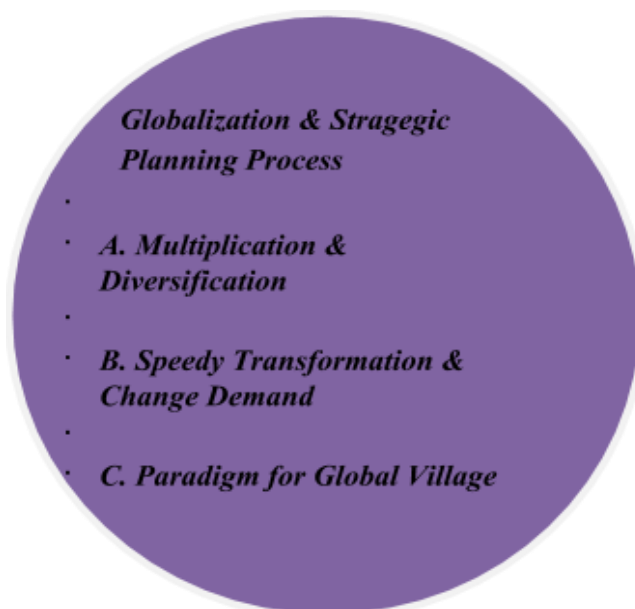 Globalization & Stragegic
Planning Process
A. Multiplication &
Diversification
B. Speedy Transformation &
Change Demand
C. Paradigm for Global Village